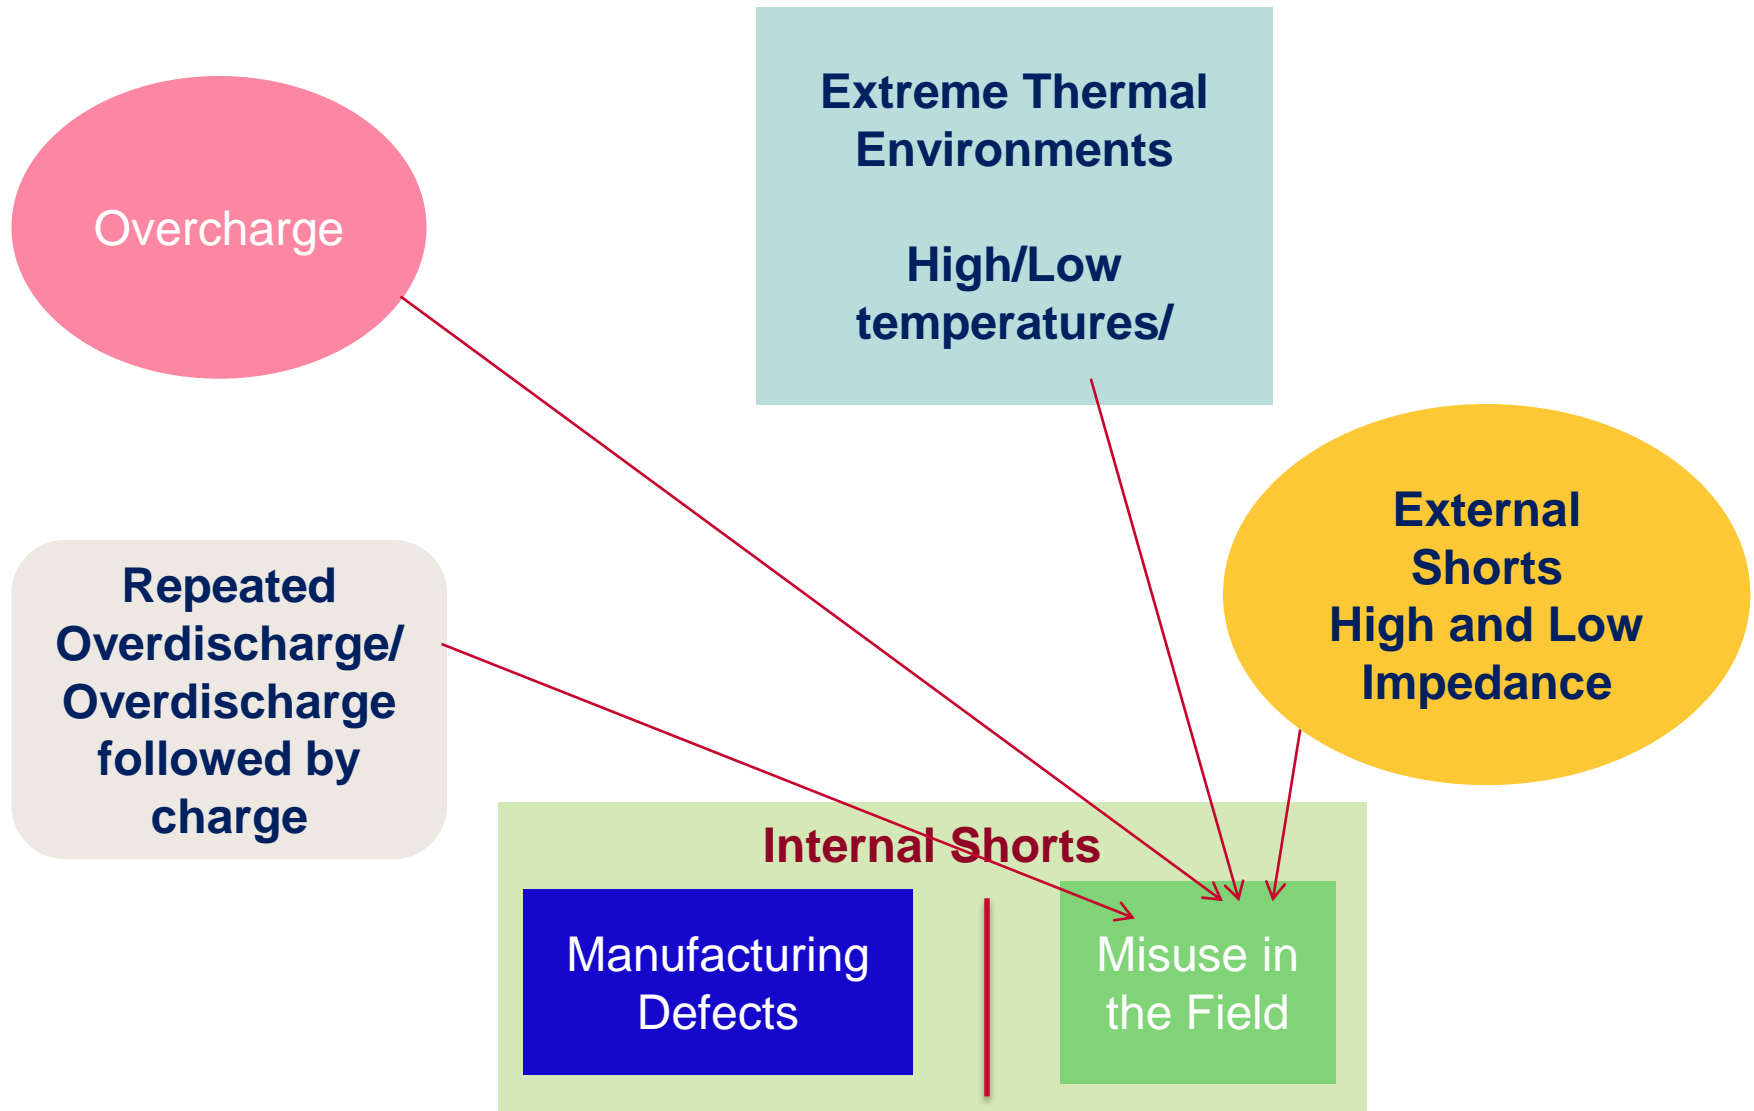 Extreme Thermal
Environments
High/Low
temperatures/
Overcharge
External
Shorts
High and Low
Impedance
Repeated
Overdischarge/
Overdischarge
followed by
charge
Internal Shorts
Manufacturing
Defects
Misuse in
the Field